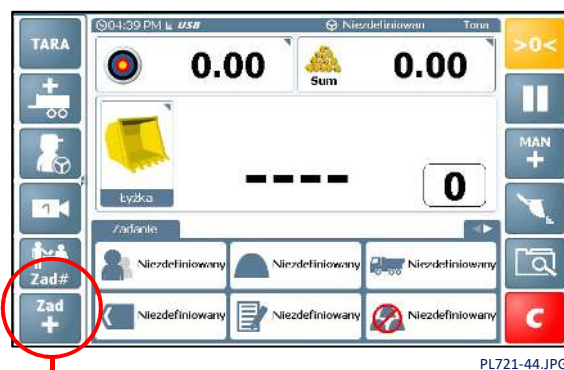 TARA
04:39 PM USB Niezdefiniowan Tona
>0<
0.00
Sum
0.00
MAN
+
Łyżka
----
0
1
Zadanie
Zad#
Niezdefiniowany
Niezdefiniowany
Niezdefiniowany
Zad
+
Niezdefiniowany
Niezdefiniowany
Niezdefiniowany
C
PL721-44.JPG